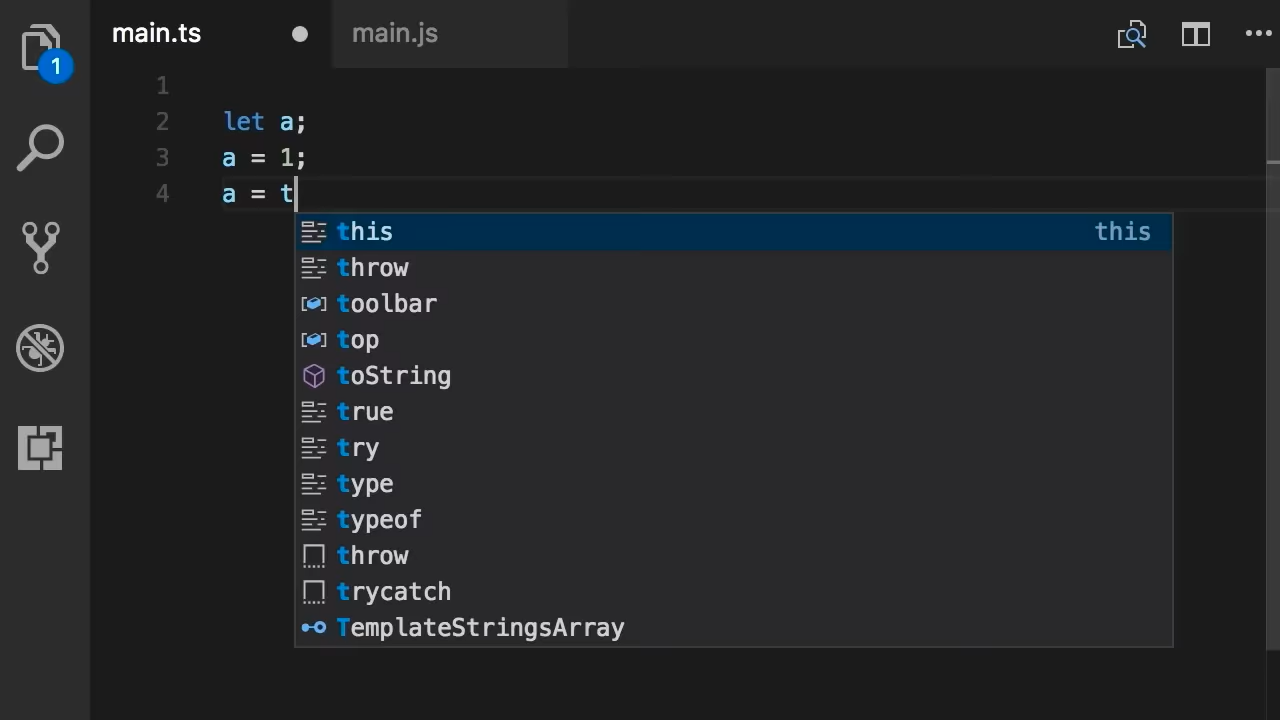 main.ts main.js
1
1
2 let a;
3 a = 1;
4 a = t
this this
throw
toolbar
top
toString
true
try
type
typeof
throw
trycatch
TemplateStringsArray